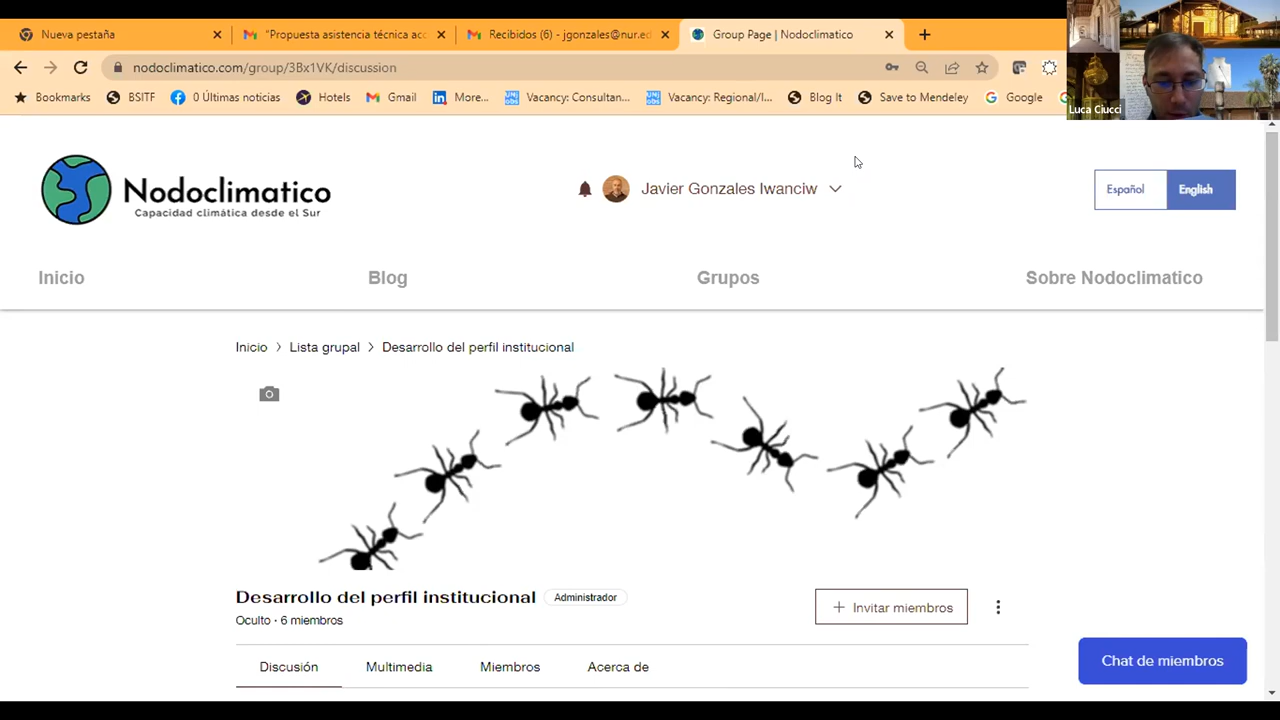 Nueva pestaña
"Propuesta asistencia técnica acc
Recibidos (6) - jgonzales@nur.ed
Group Page | Nodoclimatico
nodoclimatico.com/group/3Bx1VK/discussion
Bookmarks
BSITF
0 Últimas noticias
Hotels
Gmail
More...
Vacancy: Consultan...
Vacancy: Regional/I...
Blog It
Save to Mendeley
Google
Luca Ciucci
Nodoclimatico
Capacidad climática desde el Sur
Javier Gonzales Iwanciw
Español
English
Inicio
Blog
Grupos
Sobre Nodoclimatico
Inicio > Lista grupal > Desarrollo del perfil institucional
Desarrollo del perfil institucional
Administrador
Oculto · 6 miembros
+ Invitar miembros
Discusión
Multimedia
Miembros
Acerca de
Chat de miembros